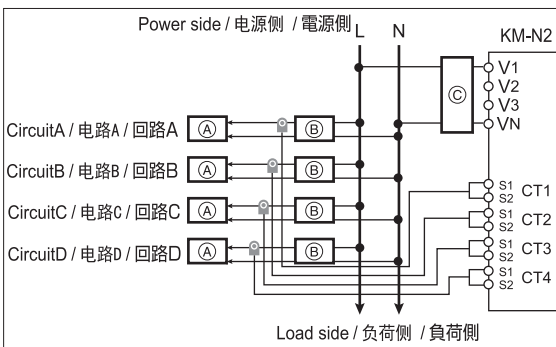 Power side / 电源侧 / 電源側
L N
KM-N2
V1
V2
V3
VN
Ⓒ
CircuitA / 电路A / 回路A Ⓐ Ⓑ
CircuitB / 电路B / 回路B Ⓐ Ⓑ
CircuitC / 电路C / 回路C Ⓐ Ⓑ
CircuitD / 电路D / 回路D Ⓐ Ⓑ
S1
S2
CT1
S1
S2
CT2
S1
S2
CT3
S1
S2
CT4
Load side / 负荷侧 / 負荷側